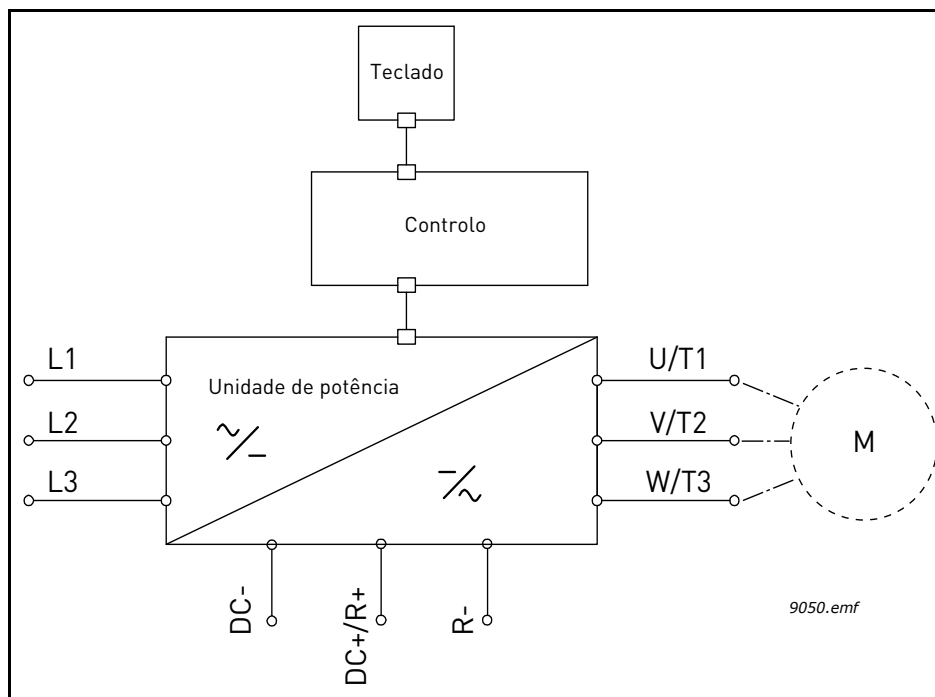 Teclado
Controlo
L1
L2
L3
Unidade de potência
~/–
–/~
U/T1
V/T2
W/T3
M
DC-
DC+/R+
R-
9050.emf